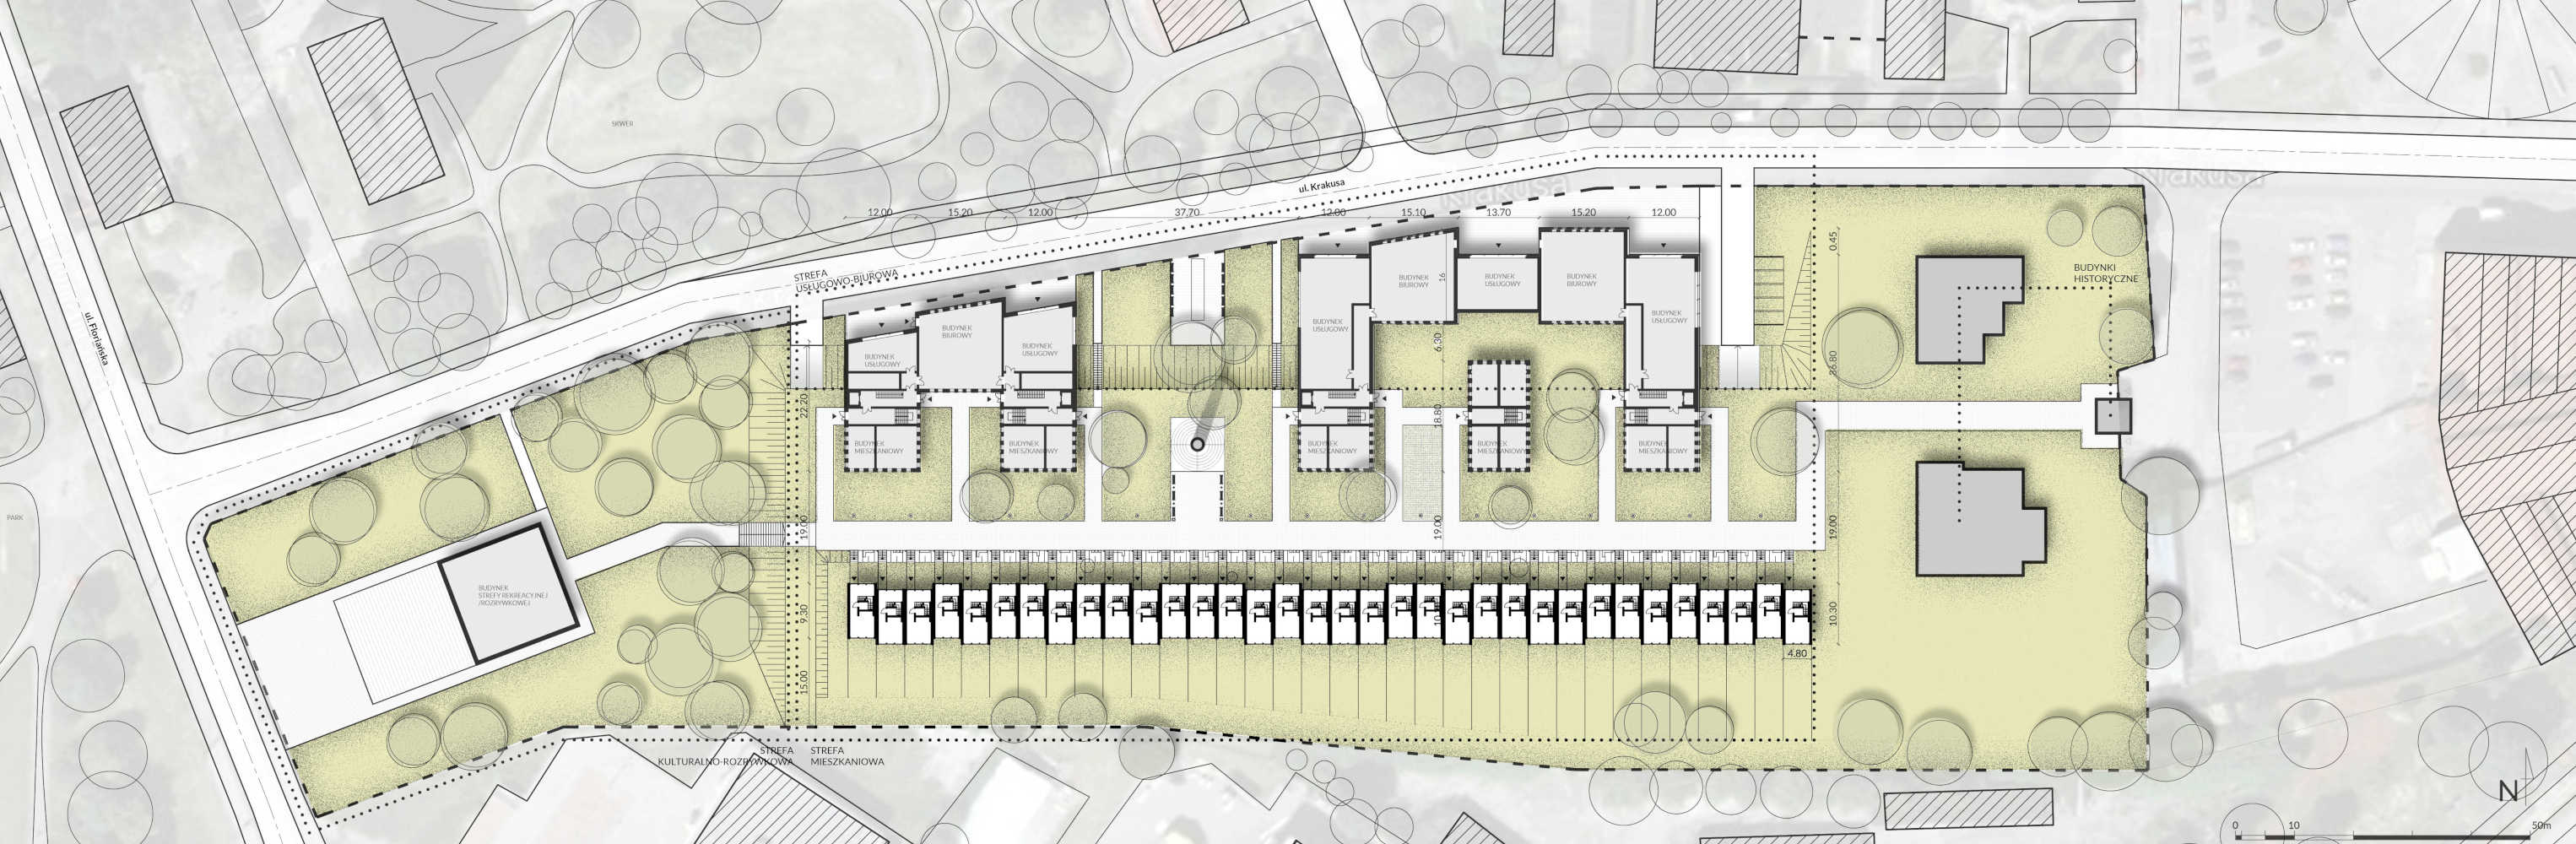 SKWER
Krakusa
Krakusa
ul. Krakusa
12.00
15.20
12.00
37.70
12.00
15.10
13.70
15.20
12.00
0.45
STREFA
USŁUGOWO-BIUROWA
BUDYNKI
HISTORYCZNE
BUDYNEK
BIUROWY
16
BUDYNEK
USŁUGOWY
BUDYNEK
BIUROWY
ul. Floriańska
BUDYNEK
BIUROWY
BUDYNEK
USŁUGOWY
BUDYNEK
USŁUGOWY
BUDYNEK
USŁUGOWY
BUDYNEK
USŁUGOWY
6.30
36.80
22.20
18.80
BUDYNEK
MIESZKANIOWY
BUDYNEK
MIESZKANIOWY
BUDYNEK
MIESZKANIOWY
BUDYNEK
MIESZKANIOWY
BUDYNEK
MIESZKANIOWY
PARK
19.00
19.00
19.00
BUDYNEK
STREFY REKREACYJNEJ
/ROZRYWKOWEJ
9.30
10.30
4.80
15.00
STREFA
KULTURALNO-ROZRYWKOWA
STREFA
MIESZKANIOWA
N
0
10
50m